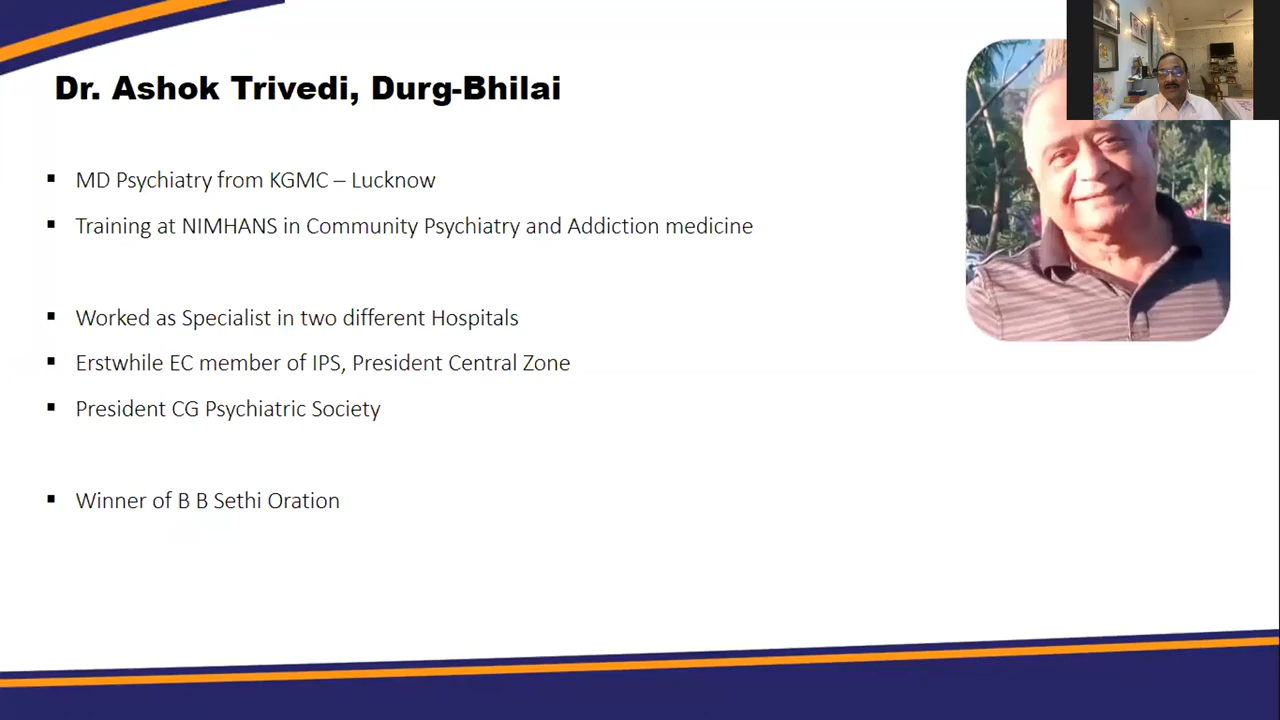 Dr. Ashok Trivedi, Durg-Bhilai
▪ MD Psychiatry from KGMC – Lucknow
▪ Training at NIMHANS in Community Psychiatry and Addiction medicine
▪ Worked as Specialist in two different Hospitals
▪ Erstwhile EC member of IPS, President Central Zone
▪ President CG Psychiatric Society
▪ Winner of B B Sethi Oration